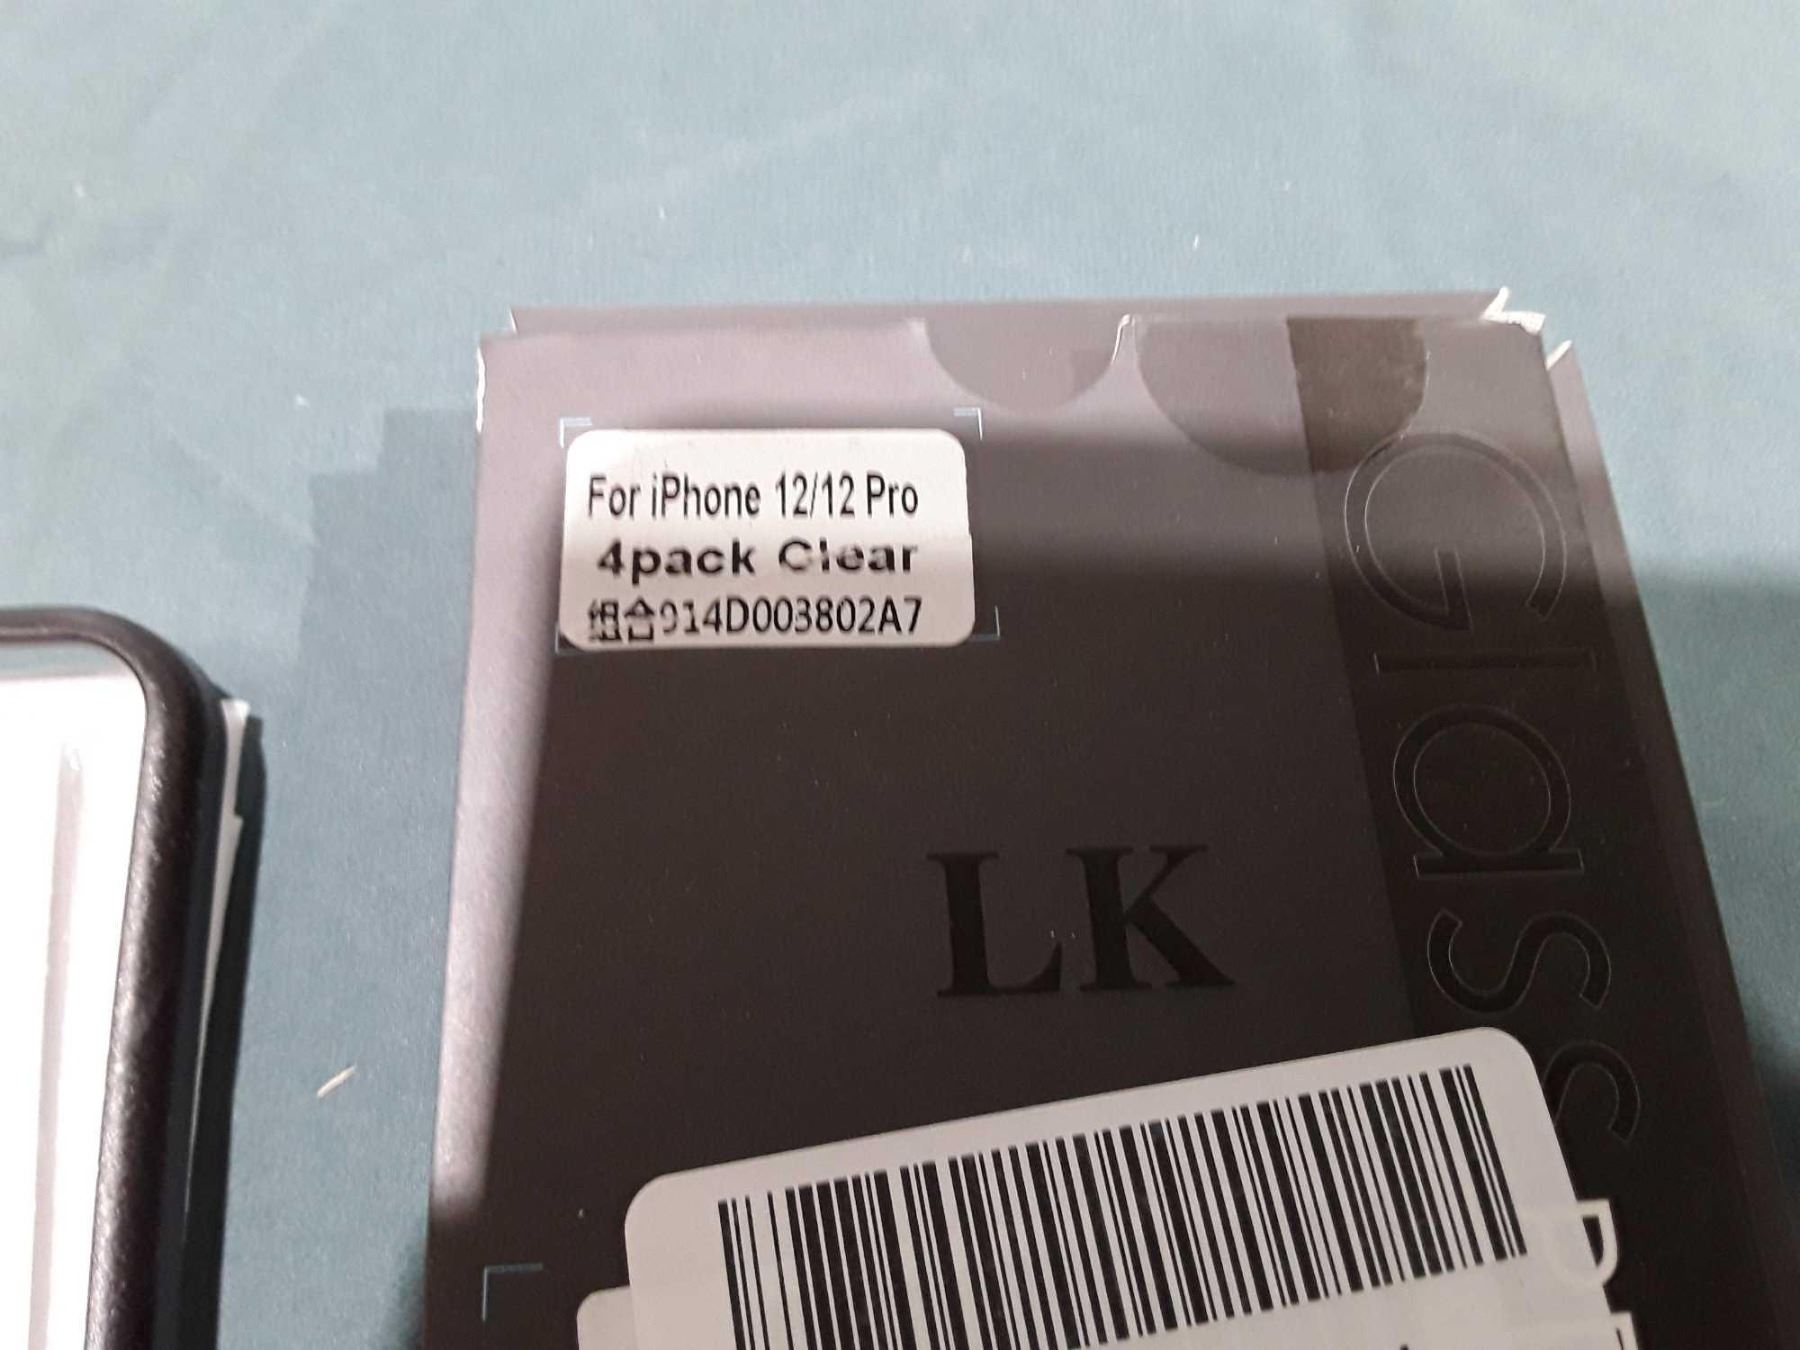 For iPhone 12/12 Pro
4pack Clear
组合914D003802A7
Glass
LK